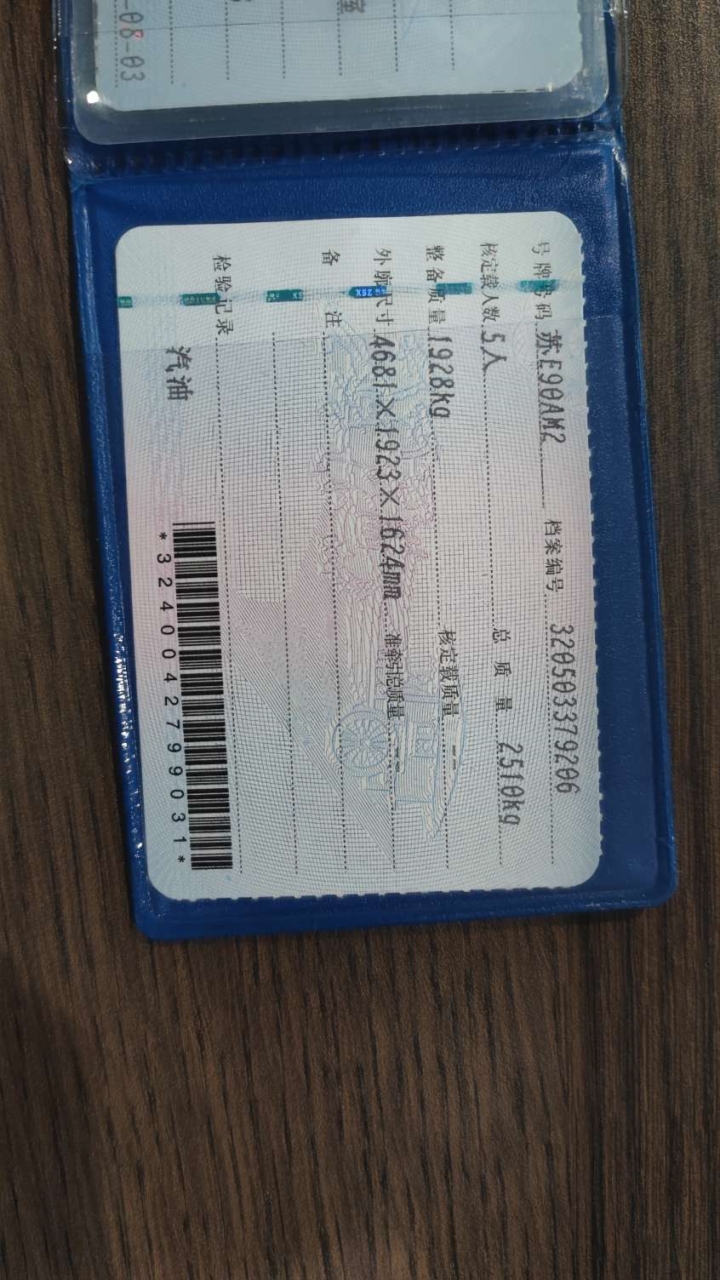 -08-03
号牌号码 苏E90AM2 档案编号 320503379206
核定载人数 5人 总质量 2510kg
整备质量 1928kg 核定载质量 --
外廓尺寸 4681×1923×1624mm 准牵引总质量 --
备注
检验记录
汽油
*3240042799031*